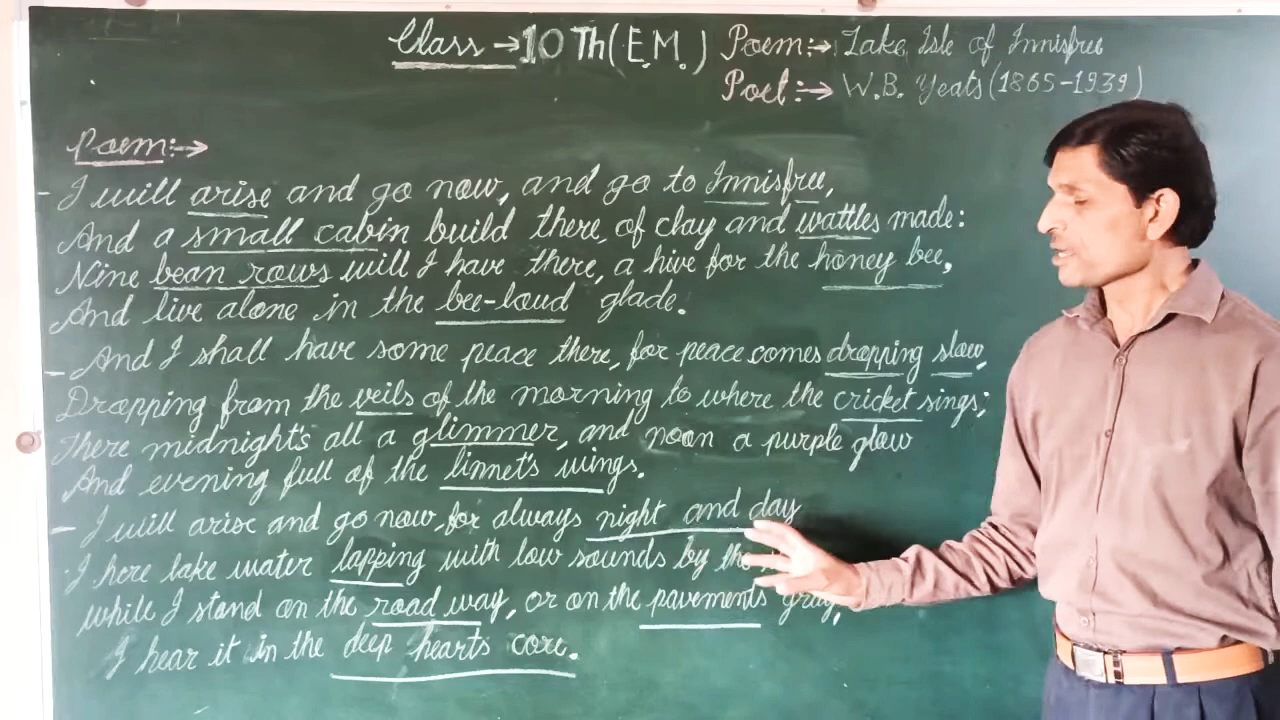 Class → 10 Th (E.M.) Poem:→ Lake Isle of Innisfree
Poet:→ W.B. Yeats (1865-1939)
Poem:→
- I will arise and go now, and go to Innisfree,
And a small cabin build there, of clay and wattles made:
Nine bean rows will I have there, a hive for the honey bee,
And live alone in the bee-loud glade.
- And I shall have some peace there, for peace comes dropping slow,
Dropping from the veils of the morning to where the cricket sings;
There midnight's all a glimmer, and noon a purple glow
And evening full of the linnet's wings.
- I will arise and go now, for always night and day
I here lake water lapping with low sounds by the
while I stand on the road way, or on the pavements gray,
I hear it in the deep hearts core.